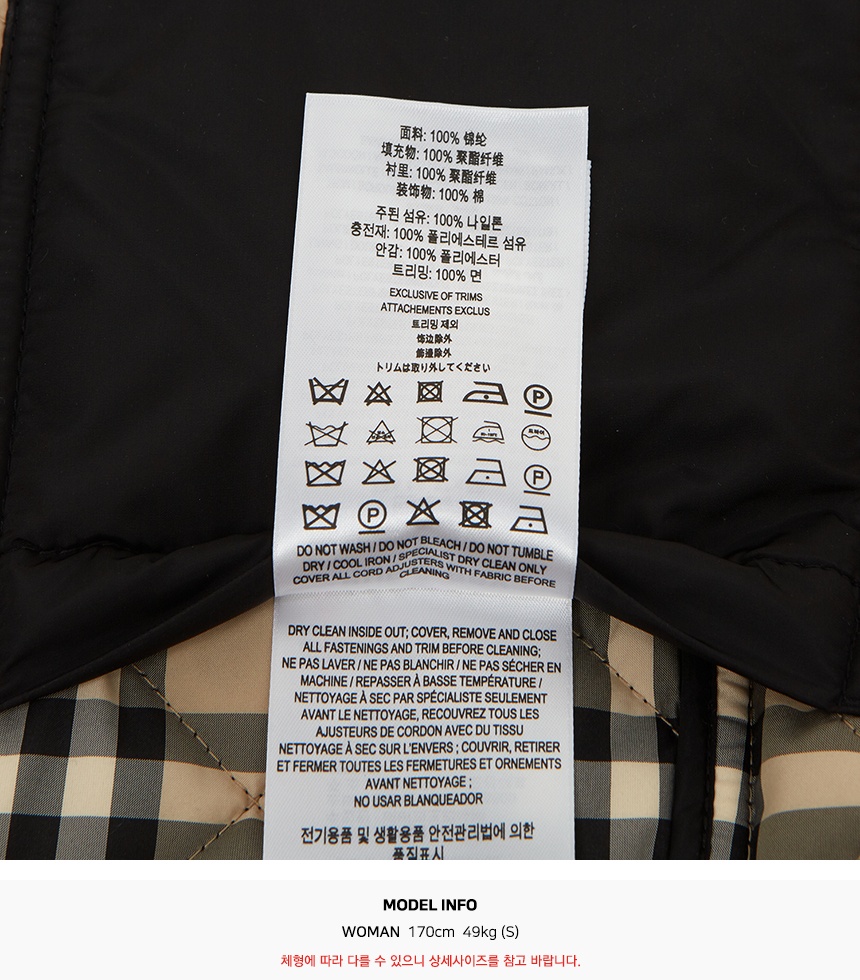 面料: 100% 锦纶
填充物: 100% 聚酯纤维
衬里: 100% 聚酯纤维
装饰物: 100% 棉
주된 섬유: 100% 나일론
충전재: 100% 폴리에스테르 섬유
안감: 100% 폴리에스터
트리밍: 100% 면
EXCLUSIVE OF TRIMS
ATTACHEMENTS EXCLUS
트리밍 제외
饰边除外
飾邊除外
トリムは取り外してください
P
P
P
DO NOT WASH / DO NOT BLEACH / DO NOT TUMBLE
DRY / COOL IRON / SPECIALIST DRY CLEAN ONLY
COVER ALL CORD ADJUSTERS WITH FABRIC BEFORE
CLEANING
DRY CLEAN INSIDE OUT; COVER, REMOVE AND CLOSE
ALL FASTENINGS AND TRIM BEFORE CLEANING;
NE PAS LAVER / NE PAS BLANCHIR / NE PAS SÉCHER EN
MACHINE / REPASSER À BASSE TEMPÉRATURE /
NETTOYAGE À SEC PAR SPÉCIALISTE SEULEMENT
AVANT LE NETTOYAGE, RECOUVREZ TOUS LES
AJUSTEURS DE CORDON AVEC DU TISSU
NETTOYAGE À SEC SUR L'ENVERS ; COUVRIR, RETIRER
ET FERMER TOUTES LES FERMETURES ET ORNEMENTS
AVANT NETTOYAGE ;
NO USAR BLANQUEADOR
전기용품 및 생활용품 안전관리법에 의한
품질표시
MODEL INFO
WOMAN 170cm 49kg (S)
체형에 따라 다를 수 있으니 상세사이즈를 참고 바랍니다.